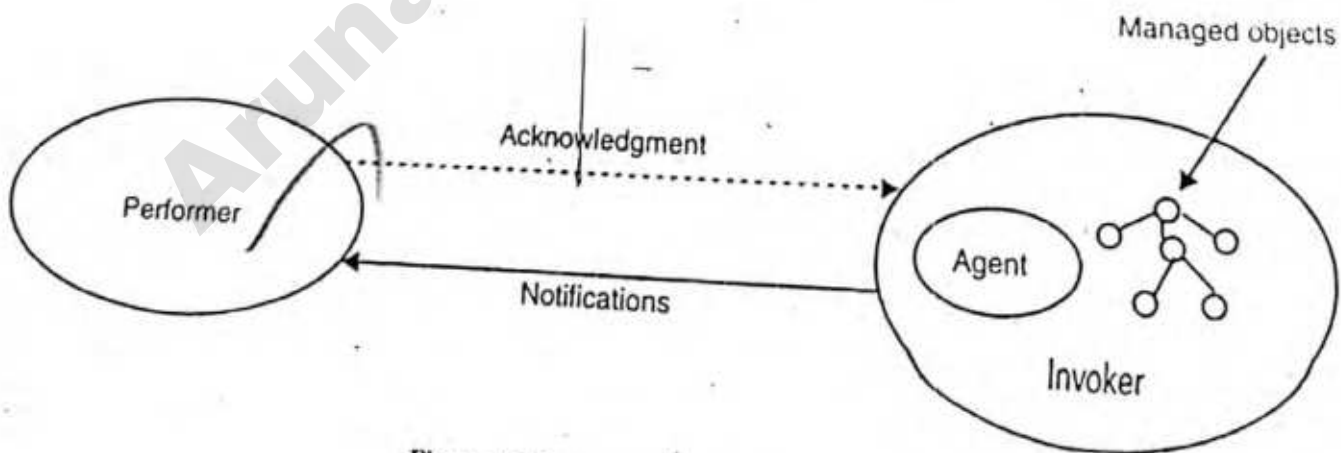 Managed objects
Acknowledgment
Performer
Agent
Notifications
Invoker